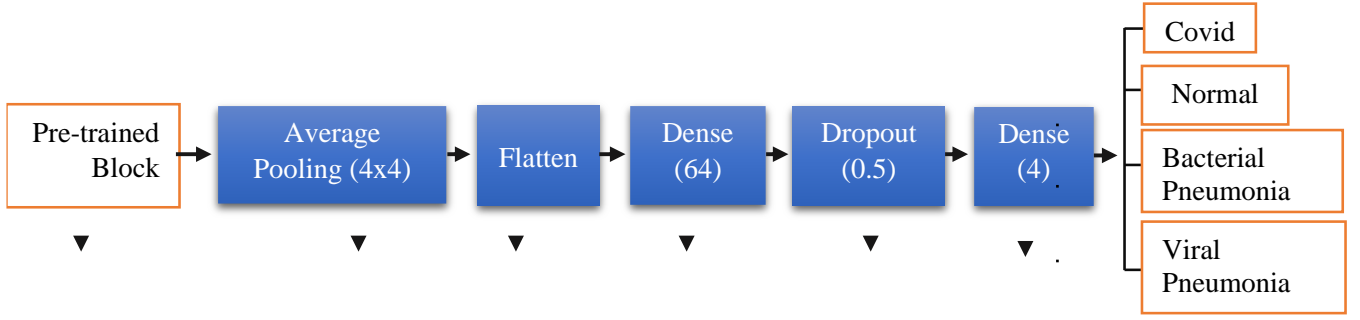 Pre-trained
Block
Average
Pooling (4x4)
Flatten
Dense
(64)
Dropout
(0.5)
Dense
(4)
Covid
Normal
Bacterial
Pneumonia
Viral
Pneumonia